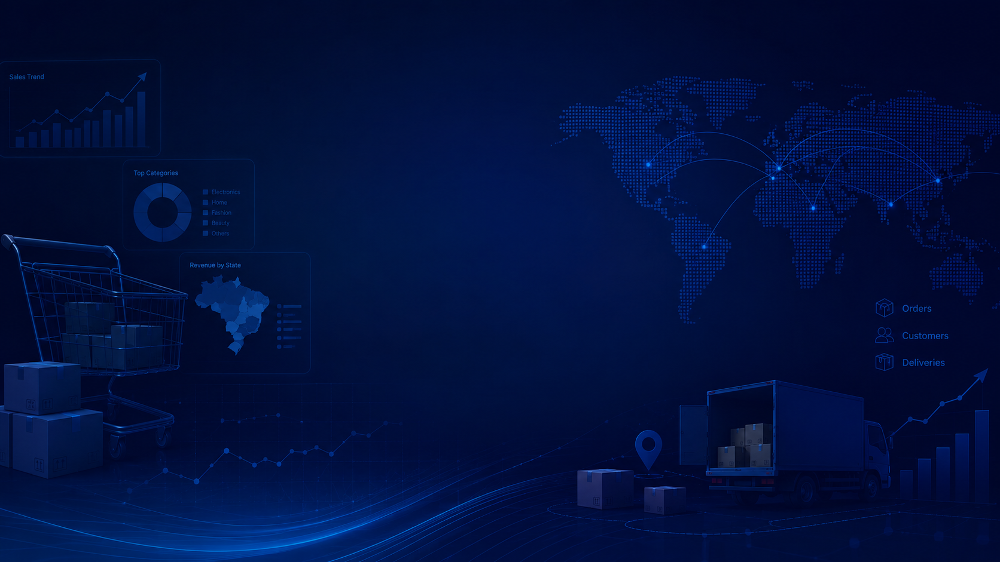 Sales Trend
Top Categories
Electronics
Home
Fashion
Beauty
Others
Revenue by State
Orders
Customers
Deliveries